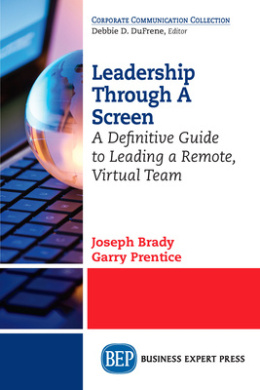 CORPORATE COMMUNICATION COLLECTION
Debbie D. DuFrene, Editor
Leadership
Through A
Screen
A Definitive Guide
to Leading a Remote,
Virtual Team
Joseph Brady
Garry Prentice
BEP BUSINESS EXPERT PRESS